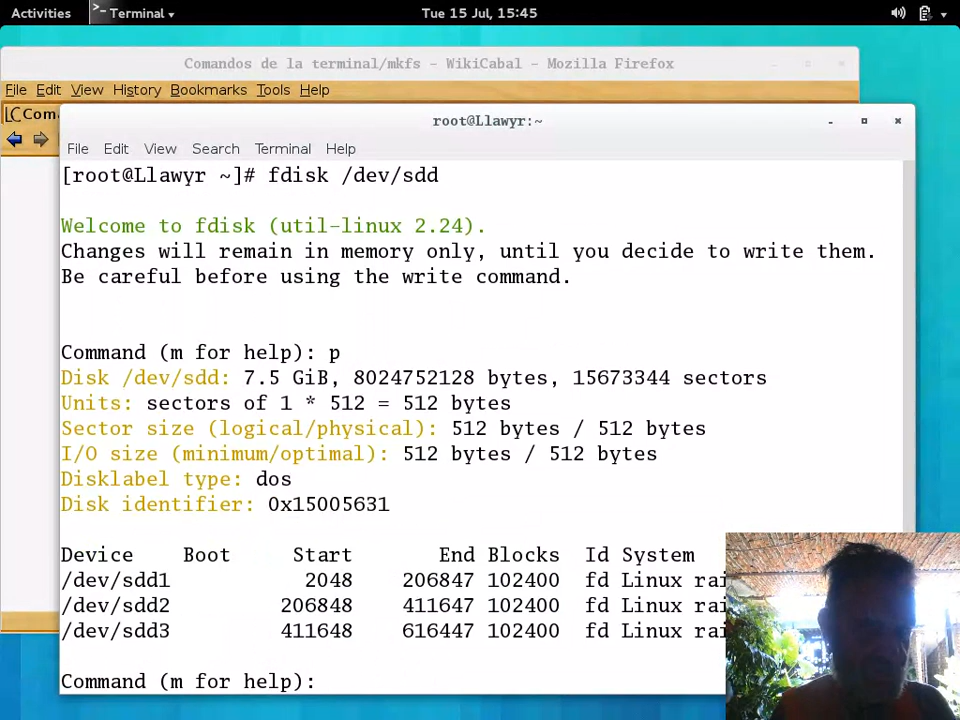 Activities
Terminal
Tue 15 Jul, 15:45
Comandos de la terminal/mkfs - WikiCabal - Mozilla Firefox
File Edit View History Bookmarks Tools Help
root@Llawyr:~
File Edit View Search Terminal Help
[root@Llawyr ~]# fdisk /dev/sdd
Welcome to fdisk (util-linux 2.24).
Changes will remain in memory only, until you decide to write them.
Be careful before using the write command.
Command (m for help): p
Disk /dev/sdd: 7.5 GiB, 8024752128 bytes, 15673344 sectors
Units: sectors of 1 * 512 = 512 bytes
Sector size (logical/physical): 512 bytes / 512 bytes
I/O size (minimum/optimal): 512 bytes / 512 bytes
Disklabel type: dos
Disk identifier: 0x15005631
Device Boot Start End Blocks Id System
/dev/sdd1 2048 206847 102400 fd Linux rai
/dev/sdd2 206848 411647 102400 fd Linux rai
/dev/sdd3 411648 616447 102400 fd Linux rai
Command (m for help):